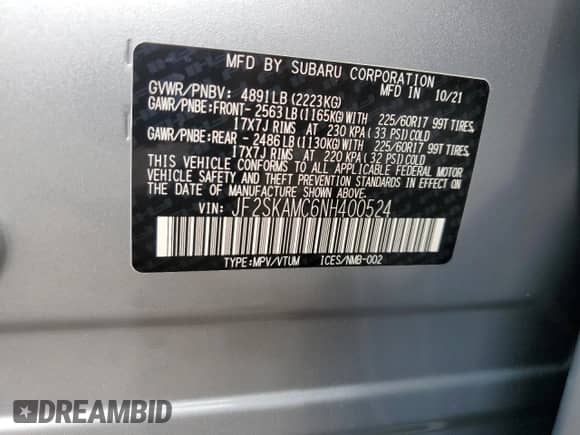 MFD BY SUBARU CORPORATION
MFD IN 10/21
GVWR/PNBV: 4891LB(2223KG)
GAWR/PNBE:FRONT- 2563LB(1165KG)WITH 225/60R17 99T TIRES,
17X7J RIMS AT 230 KPA( 33 PSI)COLD
GAWR/PNBE:REAR - 2486LB(1130KG)WITH 225/60R17 99T TIRES,
17X7J RIMS AT 220 KPA( 32 PSI)COLD
THIS VEHICLE CONFORMS TO ALL APPLICABLE FEDERAL MOTOR
VEHICLE SAFETY AND THEFT PREVENTION STANDARDS IN EFFECT ON
THE DATE OF MANUFACTURE SHOWN ABOVE.
VIN: JF2SKAMC6NH400524
TYPE:MPV/VTUM ICES/NMB-002
DREAMBID